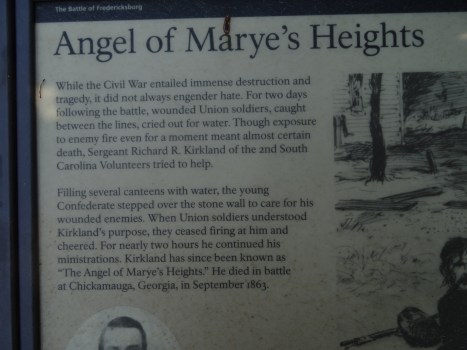 The Battle of Fredericksburg
Angel of Marye's Heights
While the Civil War entailed immense destruction and
tragedy, it did not always engender hate. For two days
following the battle, wounded Union soldiers, caught
between the lines, cried out for water. Though exposure
to enemy fire even for a moment meant almost certain
death, Sergeant Richard R. Kirkland of the 2nd South
Carolina Volunteers tried to help.
Filling several canteens with water, the young
Confederate stepped over the stone wall to care for his
wounded enemies. When Union soldiers understood
Kirkland's purpose, they ceased firing at him and
cheered. For nearly two hours he continued his
ministrations. Kirkland has since been known as
"The Angel of Marye's Heights." He died in battle
at Chickamauga, Georgia, in September 1863.